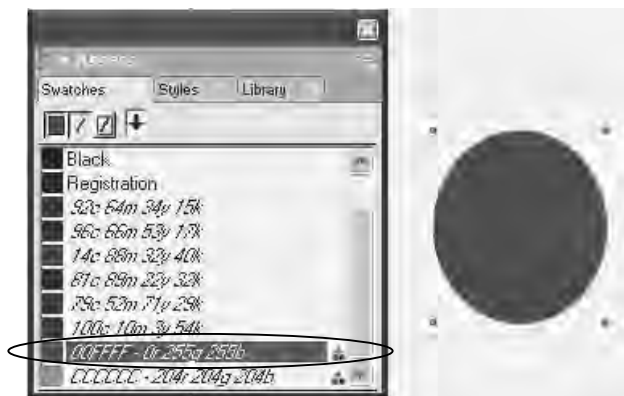 Swatches Styles Library
Black
Registration
92c 64m 34y 15k
96c 66m 53y 17k
14c 88m 32y 40k
81c 89m 22y 32k
79c 52m 71y 29k
100c 10m 3y 54k
00FFFF - 0r 255g 255b
CCCCCC - 204r 204g 204b